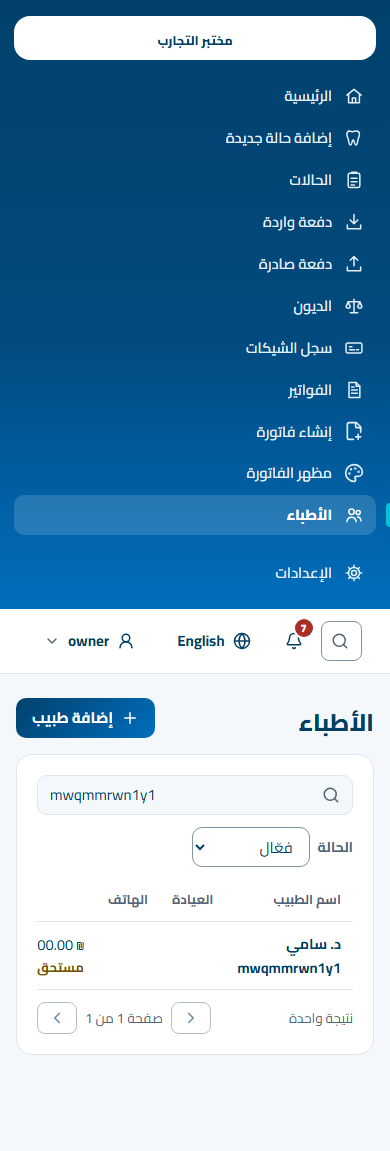 مختبر التجارب
الرئيسية
إضافة حالة جديدة
الحالات
دفعة واردة
دفعة صادرة
الديون
سجل الشيكات
الفواتير
إنشاء فاتورة
مظهر الفاتورة
الأطباء
الإعدادات
7
English
owner
الأطباء
إضافة طبيب
mwqmmrwn1y1
الحالة
فعّال
اسم الطبيب العيادة الهاتف
د. سامي
mwqmmrwn1y1
₪ 00.00
مستحق
نتيجة واحدة
صفحة 1 من 1